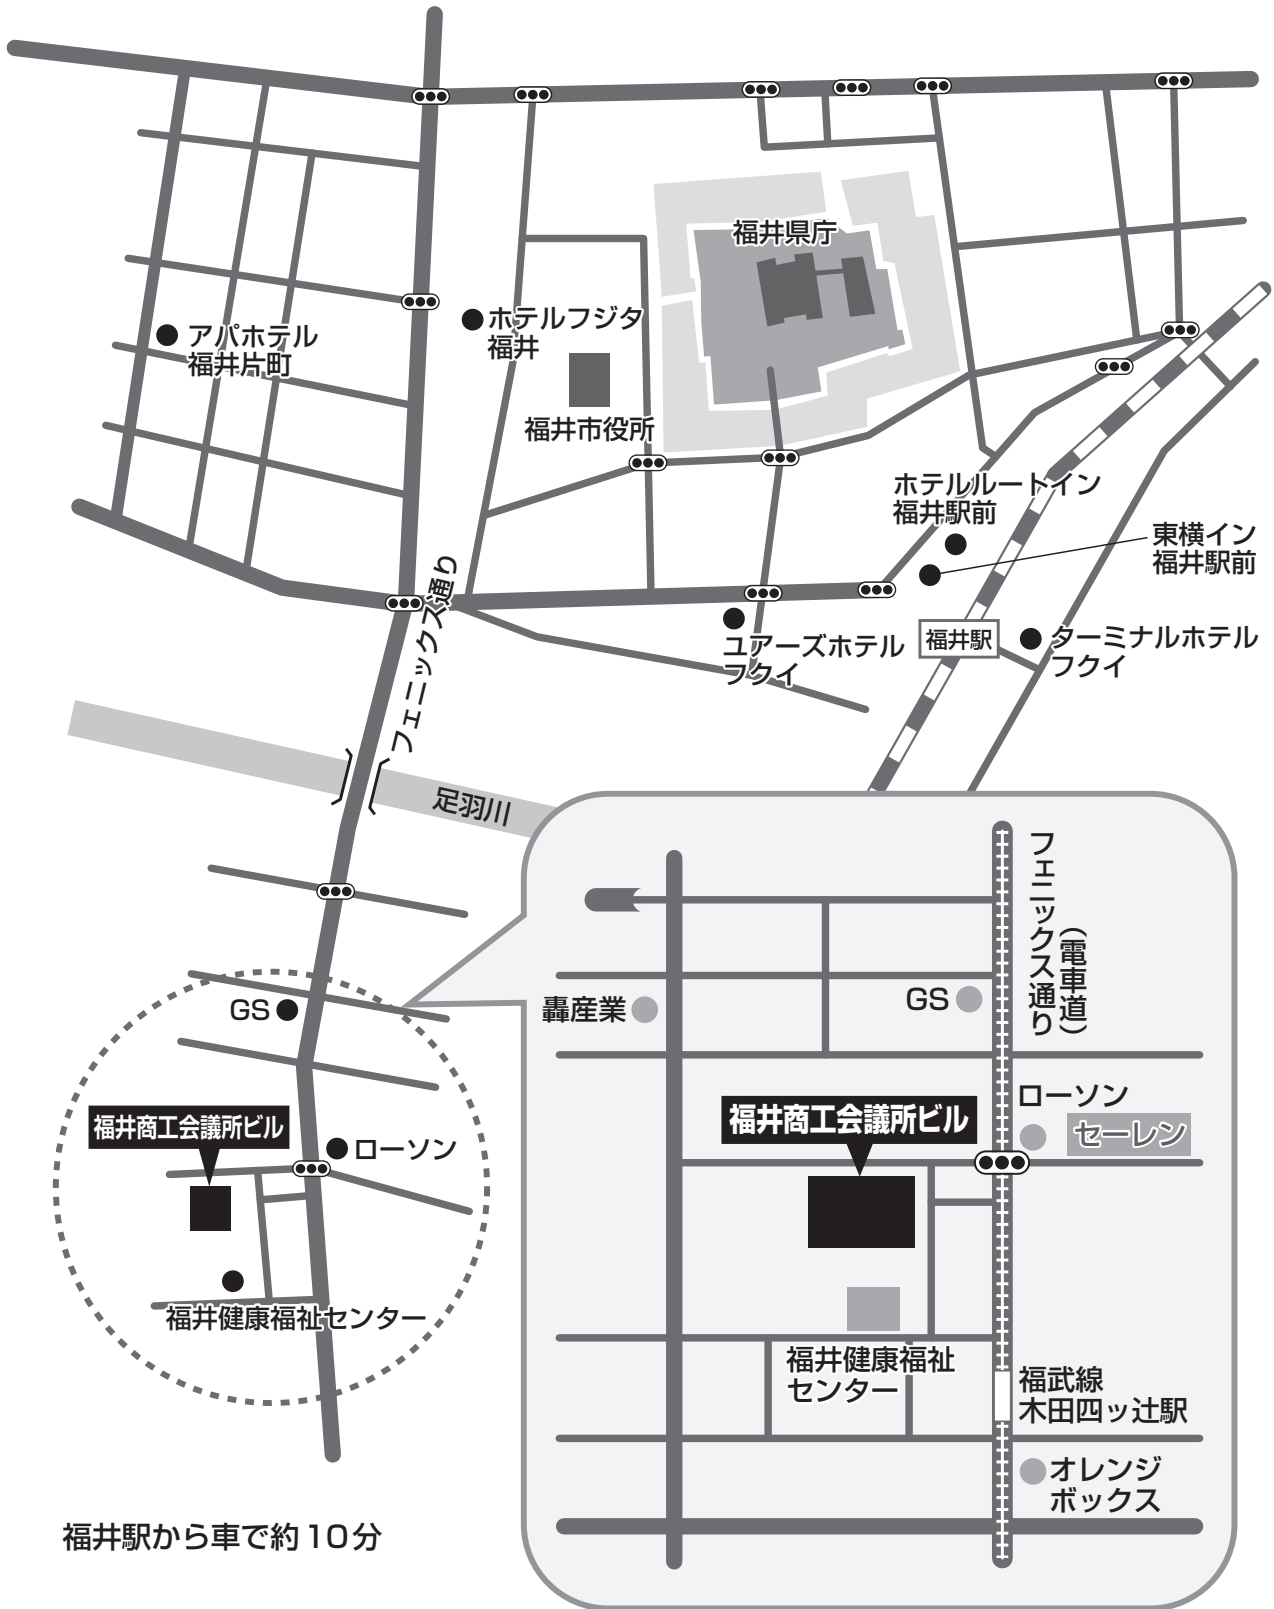 福井県庁
ホテルフジタ
福井
アパホテル
福井片町
福井市役所
ホテルルートイン
福井駅前
東横イン
福井駅前
フェニックス通り
ユアーズホテル
フクイ
福井駅
ターミナルホテル
フクイ
足羽川
GS
福井商工会議所ビル
ローソン
福井健康福祉センター
フェニックス通り
(電車道)
轟産業
GS
ローソン
セーレン
福井商工会議所ビル
福井健康福祉
センター
福武線
木田四ッ辻駅
オレンジ
ボックス
福井駅から車で約10分